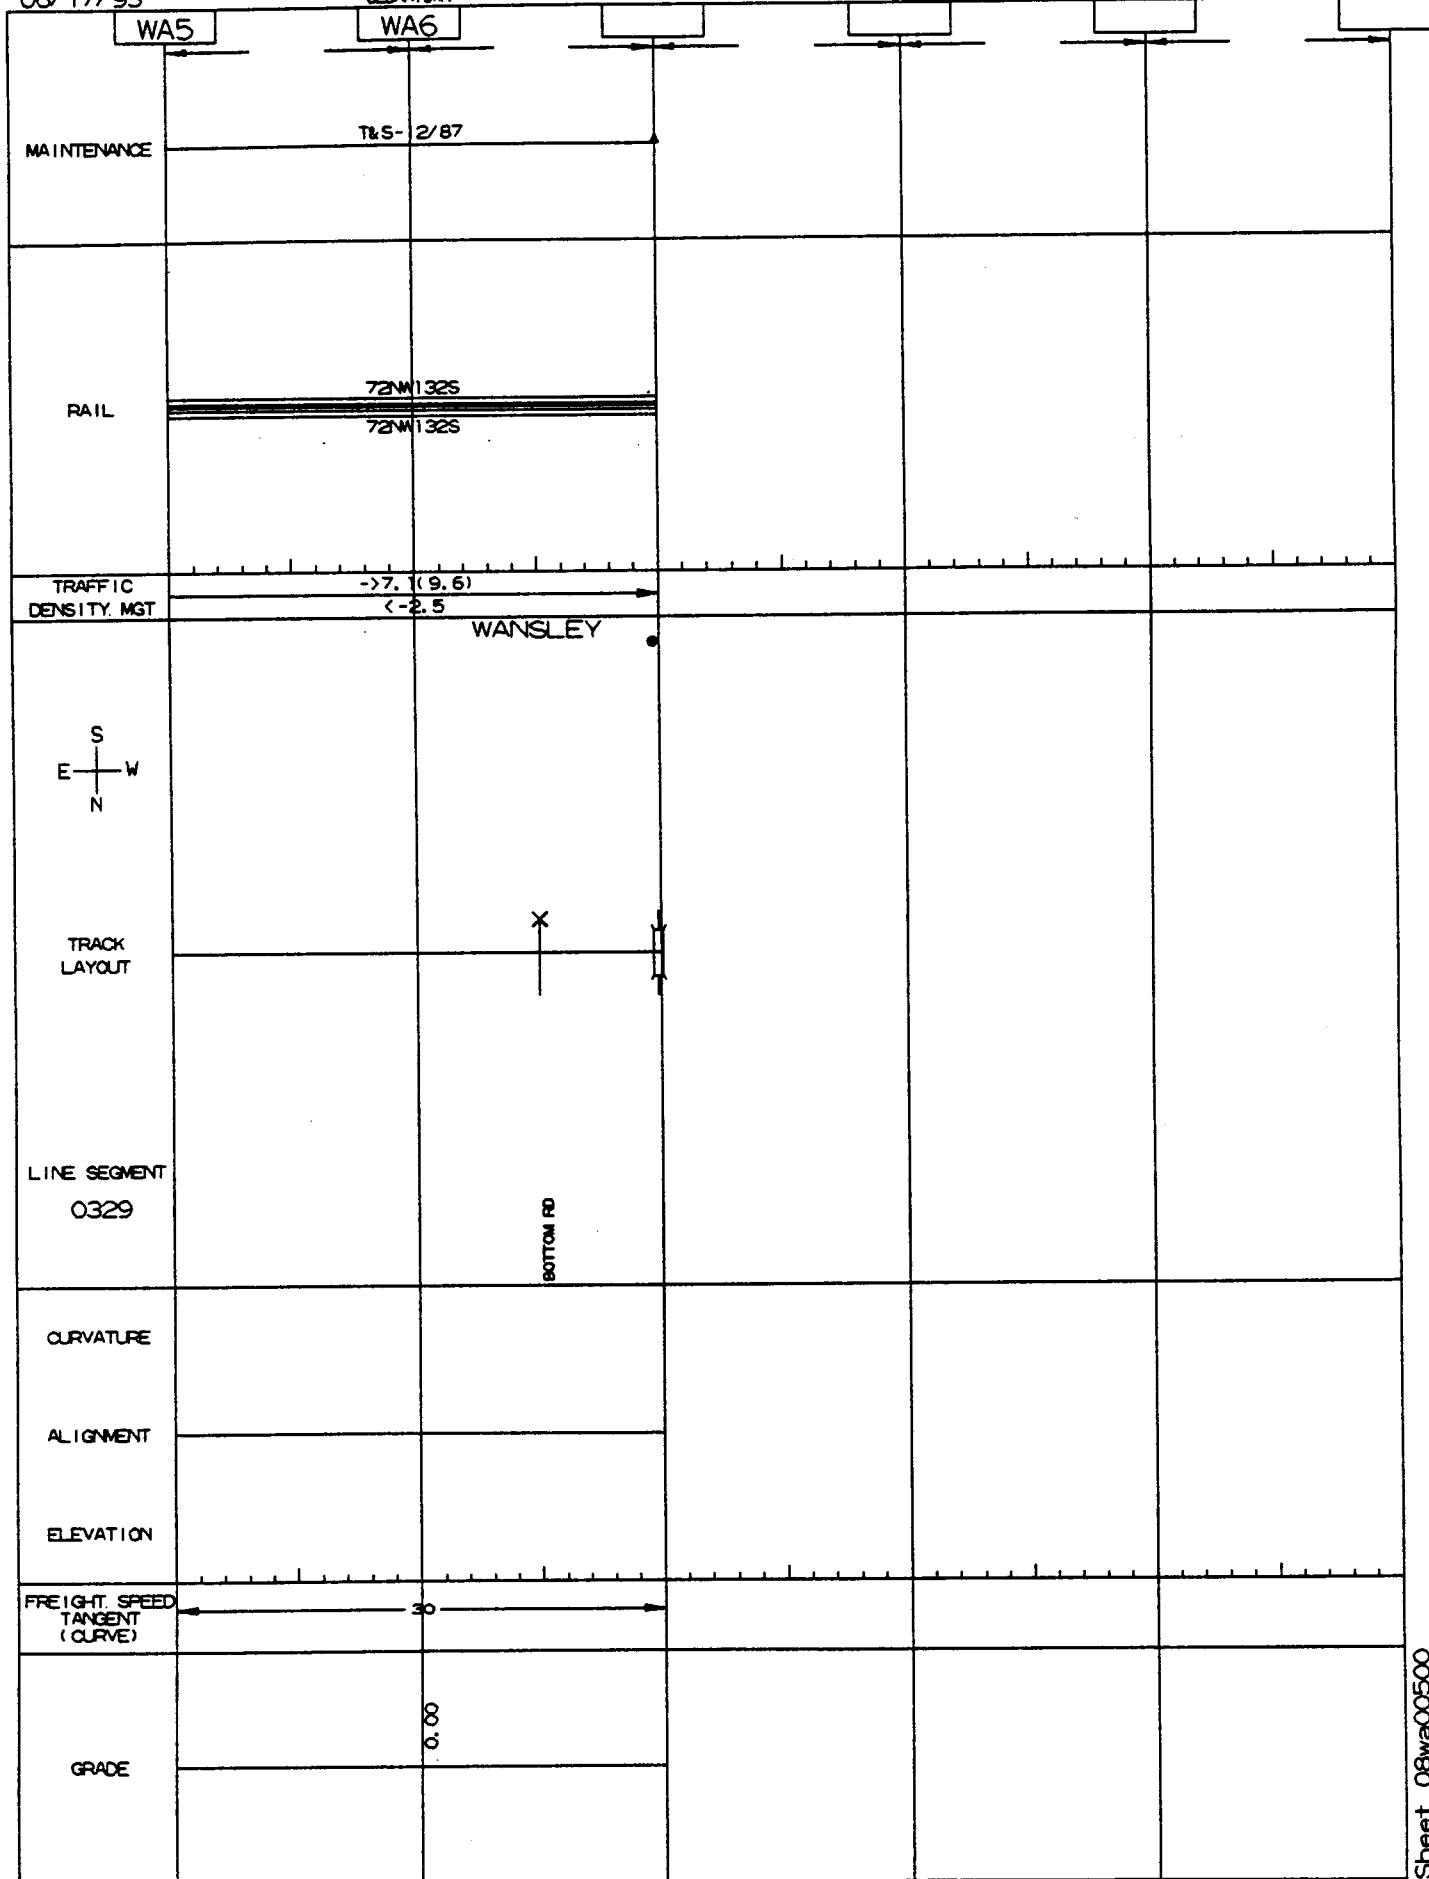 WA5
WA6
MAINTENANCE
T&S-12/87
RAIL
72NW132S
72NW132S
TRAFFIC
DENSITY. MGT
->7.1(9.6)
<-2.5
WANSLEY
S
E W
N
TRACK
LAYOUT
LINE SEGMENT
0329
BOTTOM RD
CURVATURE
ALIGNMENT
ELEVATION
FREIGHT. SPEED
TANGENT
(CURVE)
30
GRADE
0.00
Sheet 08wa00500